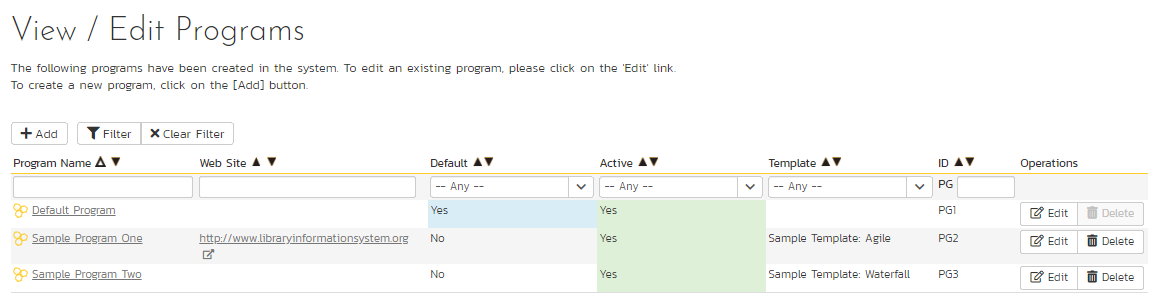 View / Edit Programs
The following programs have been created in the system. To edit an existing program, please click on the 'Edit' link.
To create a new program, click on the [Add] button.
Add Filter Clear Filter
Program Name Web Site Default Active Template ID Operations
-- Any -- -- Any -- -- Any -- PG
Default Program Yes Yes PG1 Edit Delete
Sample Program One http://www.libraryinformationsystem.org No Yes Sample Template: Agile PG2 Edit Delete
Sample Program Two No Yes Sample Template: Waterfall PG3 Edit Delete